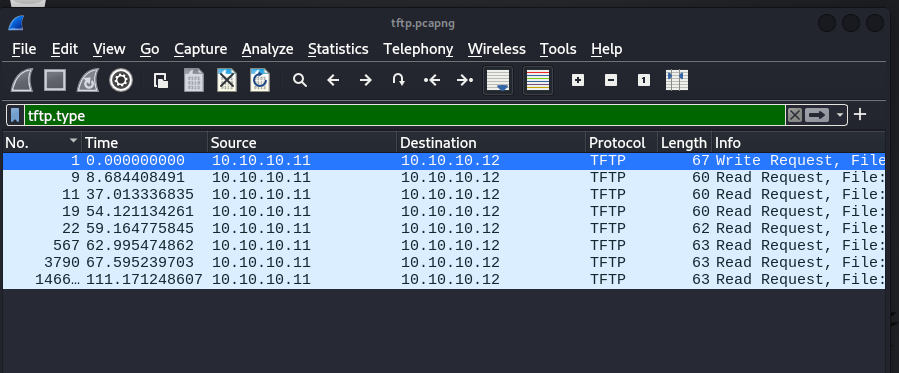 tftp.pcapng
File Edit View Go Capture Analyze Statistics Telephony Wireless Tools Help
tftp.type
No. Time Source Destination Protocol Length Info
1 0.000000000 10.10.10.11 10.10.10.12 TFTP 67 Write Request, File
9 8.684408491 10.10.10.11 10.10.10.12 TFTP 60 Read Request, File:
11 37.013336835 10.10.10.11 10.10.10.12 TFTP 60 Read Request, File:
19 54.121134261 10.10.10.11 10.10.10.12 TFTP 60 Read Request, File:
22 59.164775845 10.10.10.11 10.10.10.12 TFTP 62 Read Request, File:
567 62.995474862 10.10.10.11 10.10.10.12 TFTP 63 Read Request, File:
3790 67.595239703 10.10.10.11 10.10.10.12 TFTP 63 Read Request, File:
1466… 111.171248607 10.10.10.11 10.10.10.12 TFTP 63 Read Request, File: